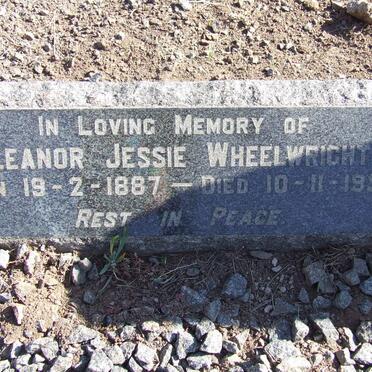 In Loving Memory of
leanor Jessie Wheelwright
n 19-2-1887 — Died 10-11-19
Rest in Peace